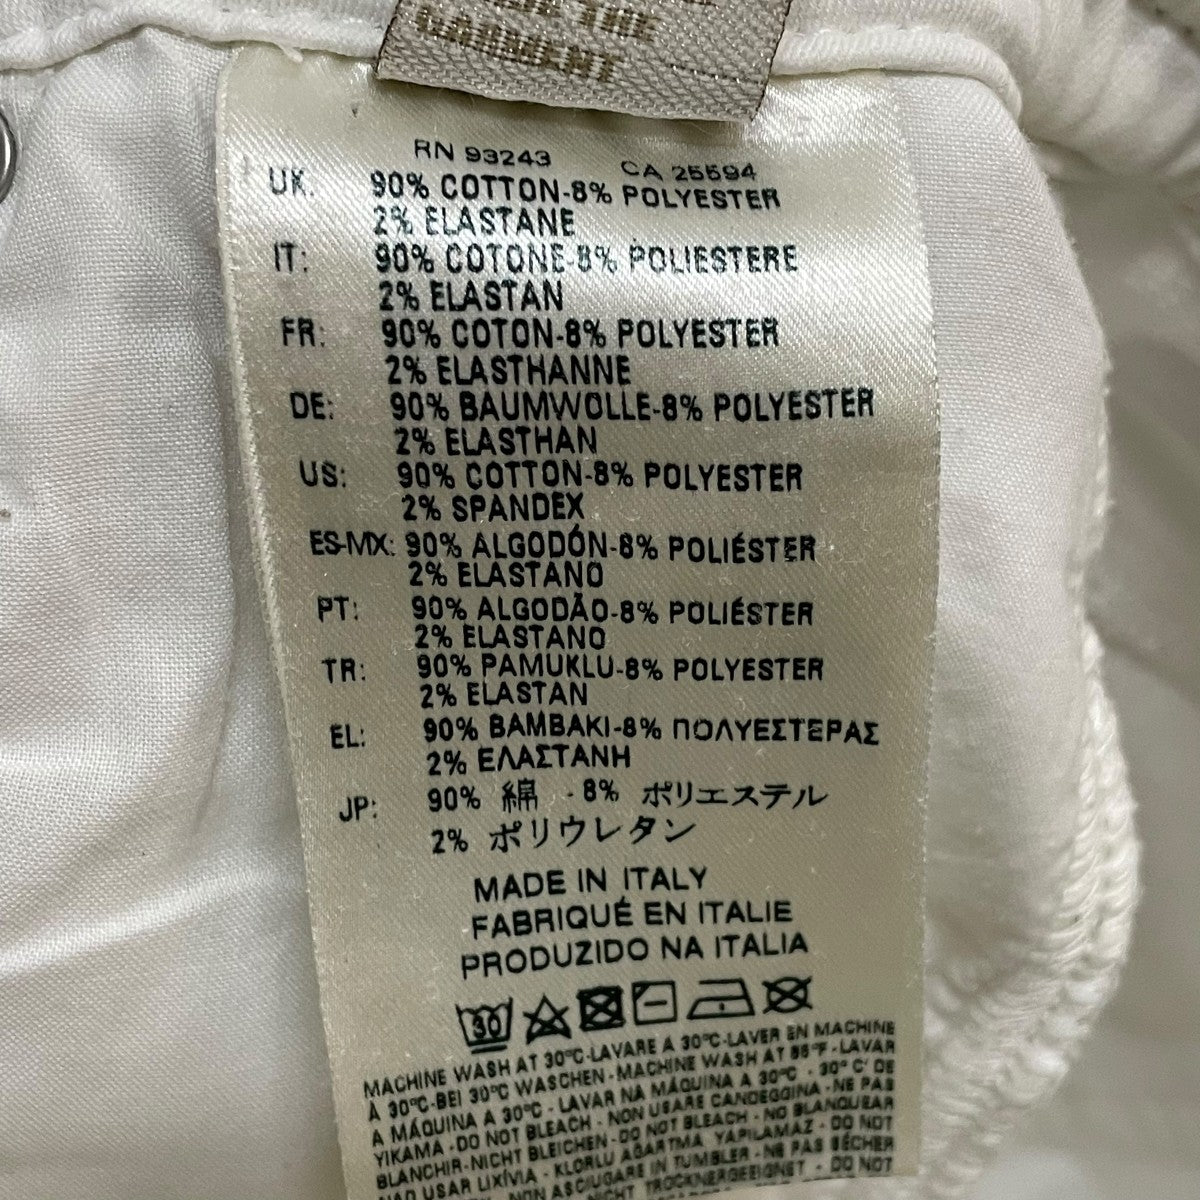 THE
GARMENT
RN 93243 CA 25594
UK: 90% COTTON-8% POLYESTER
2% ELASTANE
IT: 90% COTONE-8% POLIESTERE
2% ELASTAN
FR: 90% COTON-8% POLYESTER
2% ELASTHANNE
DE: 90% BAUMWOLLE-8% POLYESTER
2% ELASTHAN
US: 90% COTTON-8% POLYESTER
2% SPANDEX
ES-MX: 90% ALGODÓN-8% POLIÉSTER
2% ELASTANO
PT: 90% ALGODÃO-8% POLIÉSTER
2% ELASTANO
TR: 90% PAMUKLU-8% POLYESTER
2% ELASTAN
EL: 90% BAMBAKI-8% ΠΟΛΥΕΣΤΕΡΑΣ
2% ΕΛΑΣΤΑΝΗ
JP: 90% 綿 - 8% ポリエステル
2% ポリウレタン
MADE IN ITALY
FABRIQUÉ EN ITALIE
PRODUZIDO NA ITALIA
30
MACHINE WASH AT 30°C-LAVARE A 30°C-LAVER EN MACHINE
À 30°C-BEI 30°C WASCHEN-MACHINE WASH AT 86°F-LAVAR
A MÁQUINA A 30°C - LAVAR NA MÁQUINA A 30°C - 30° C' DE
YIKAMA - DO NOT BLEACH - NON USARE CANDEGGINA - NE PAS
BLANCHIR-NICHT BLEICHEN-DO NOT BLEACH - NO BLANQUEAR
NAO USAR LIXÍVIA - KLORLU AĞARTMA YAPILAMAZ - DO NOT
NON ASCIUGARE IN TUMBLER - NE PAS SÉCHER
NICHT TROCKNERGEEIGNET - DO NOT